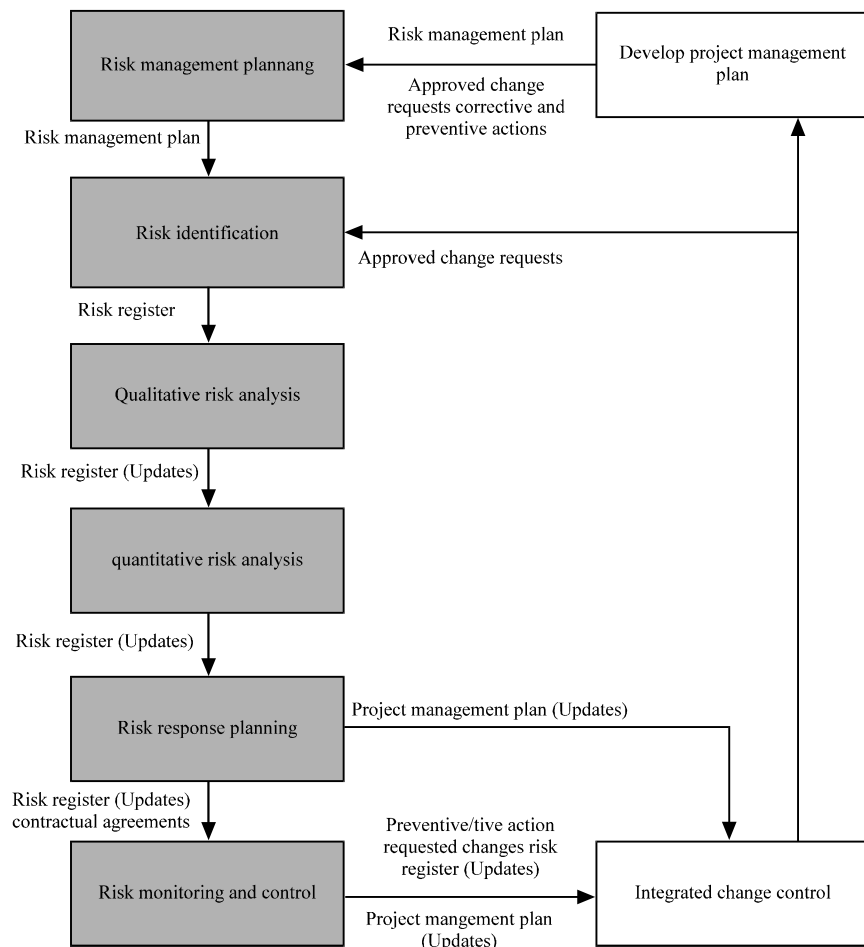 Risk management plannang
Risk management plan
Develop project management
plan
Approved change
requests corrective and
preventive actions
Risk management plan
Risk identification
Approved change requests
Risk register
Qualitative risk analysis
Risk register (Updates)
quantitative risk analysis
Risk register (Updates)
Risk response planning
Project management plan (Updates)
Risk register (Updates)
contractual agreements
Preventive/tive action
requested changes risk
register (Updates)
Risk monitoring and control
Integrated change control
Project mangement plan
(Updates)